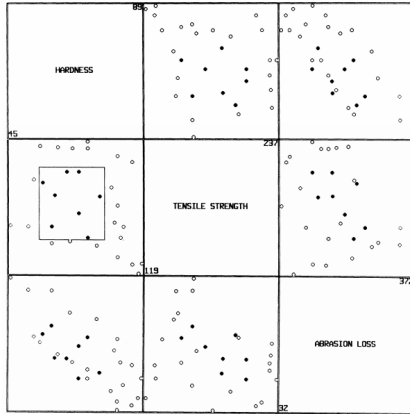 89
HARDNESS
45
237
TENSILE STRENGTH
119
372
ABRASION LOSS
32